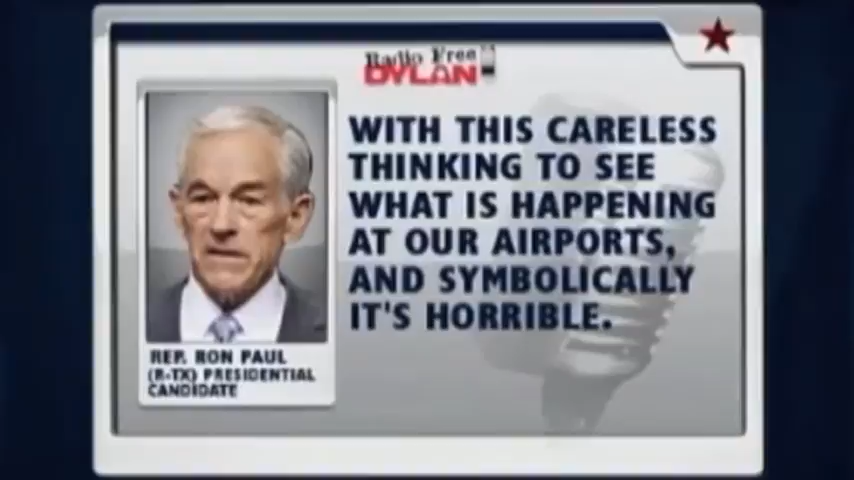 Radio Free
DYLAN
WITH THIS CARELESS
THINKING TO SEE
WHAT IS HAPPENING
AT OUR AIRPORTS,
AND SYMBOLICALLY
IT'S HORRIBLE.
REP. RON PAUL
(R-TX) PRESIDENTIAL
CANDIDATE